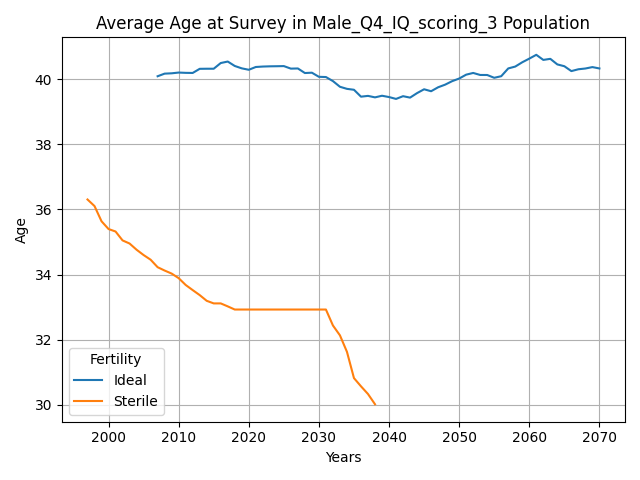 Average Age at Survey in Male_Q4_IQ_scoring_3 Population
Age
40
38
36
34
32
30
Fertility
Ideal
Sterile
2000 2010 2020 2030 2040 2050 2060 2070
Years